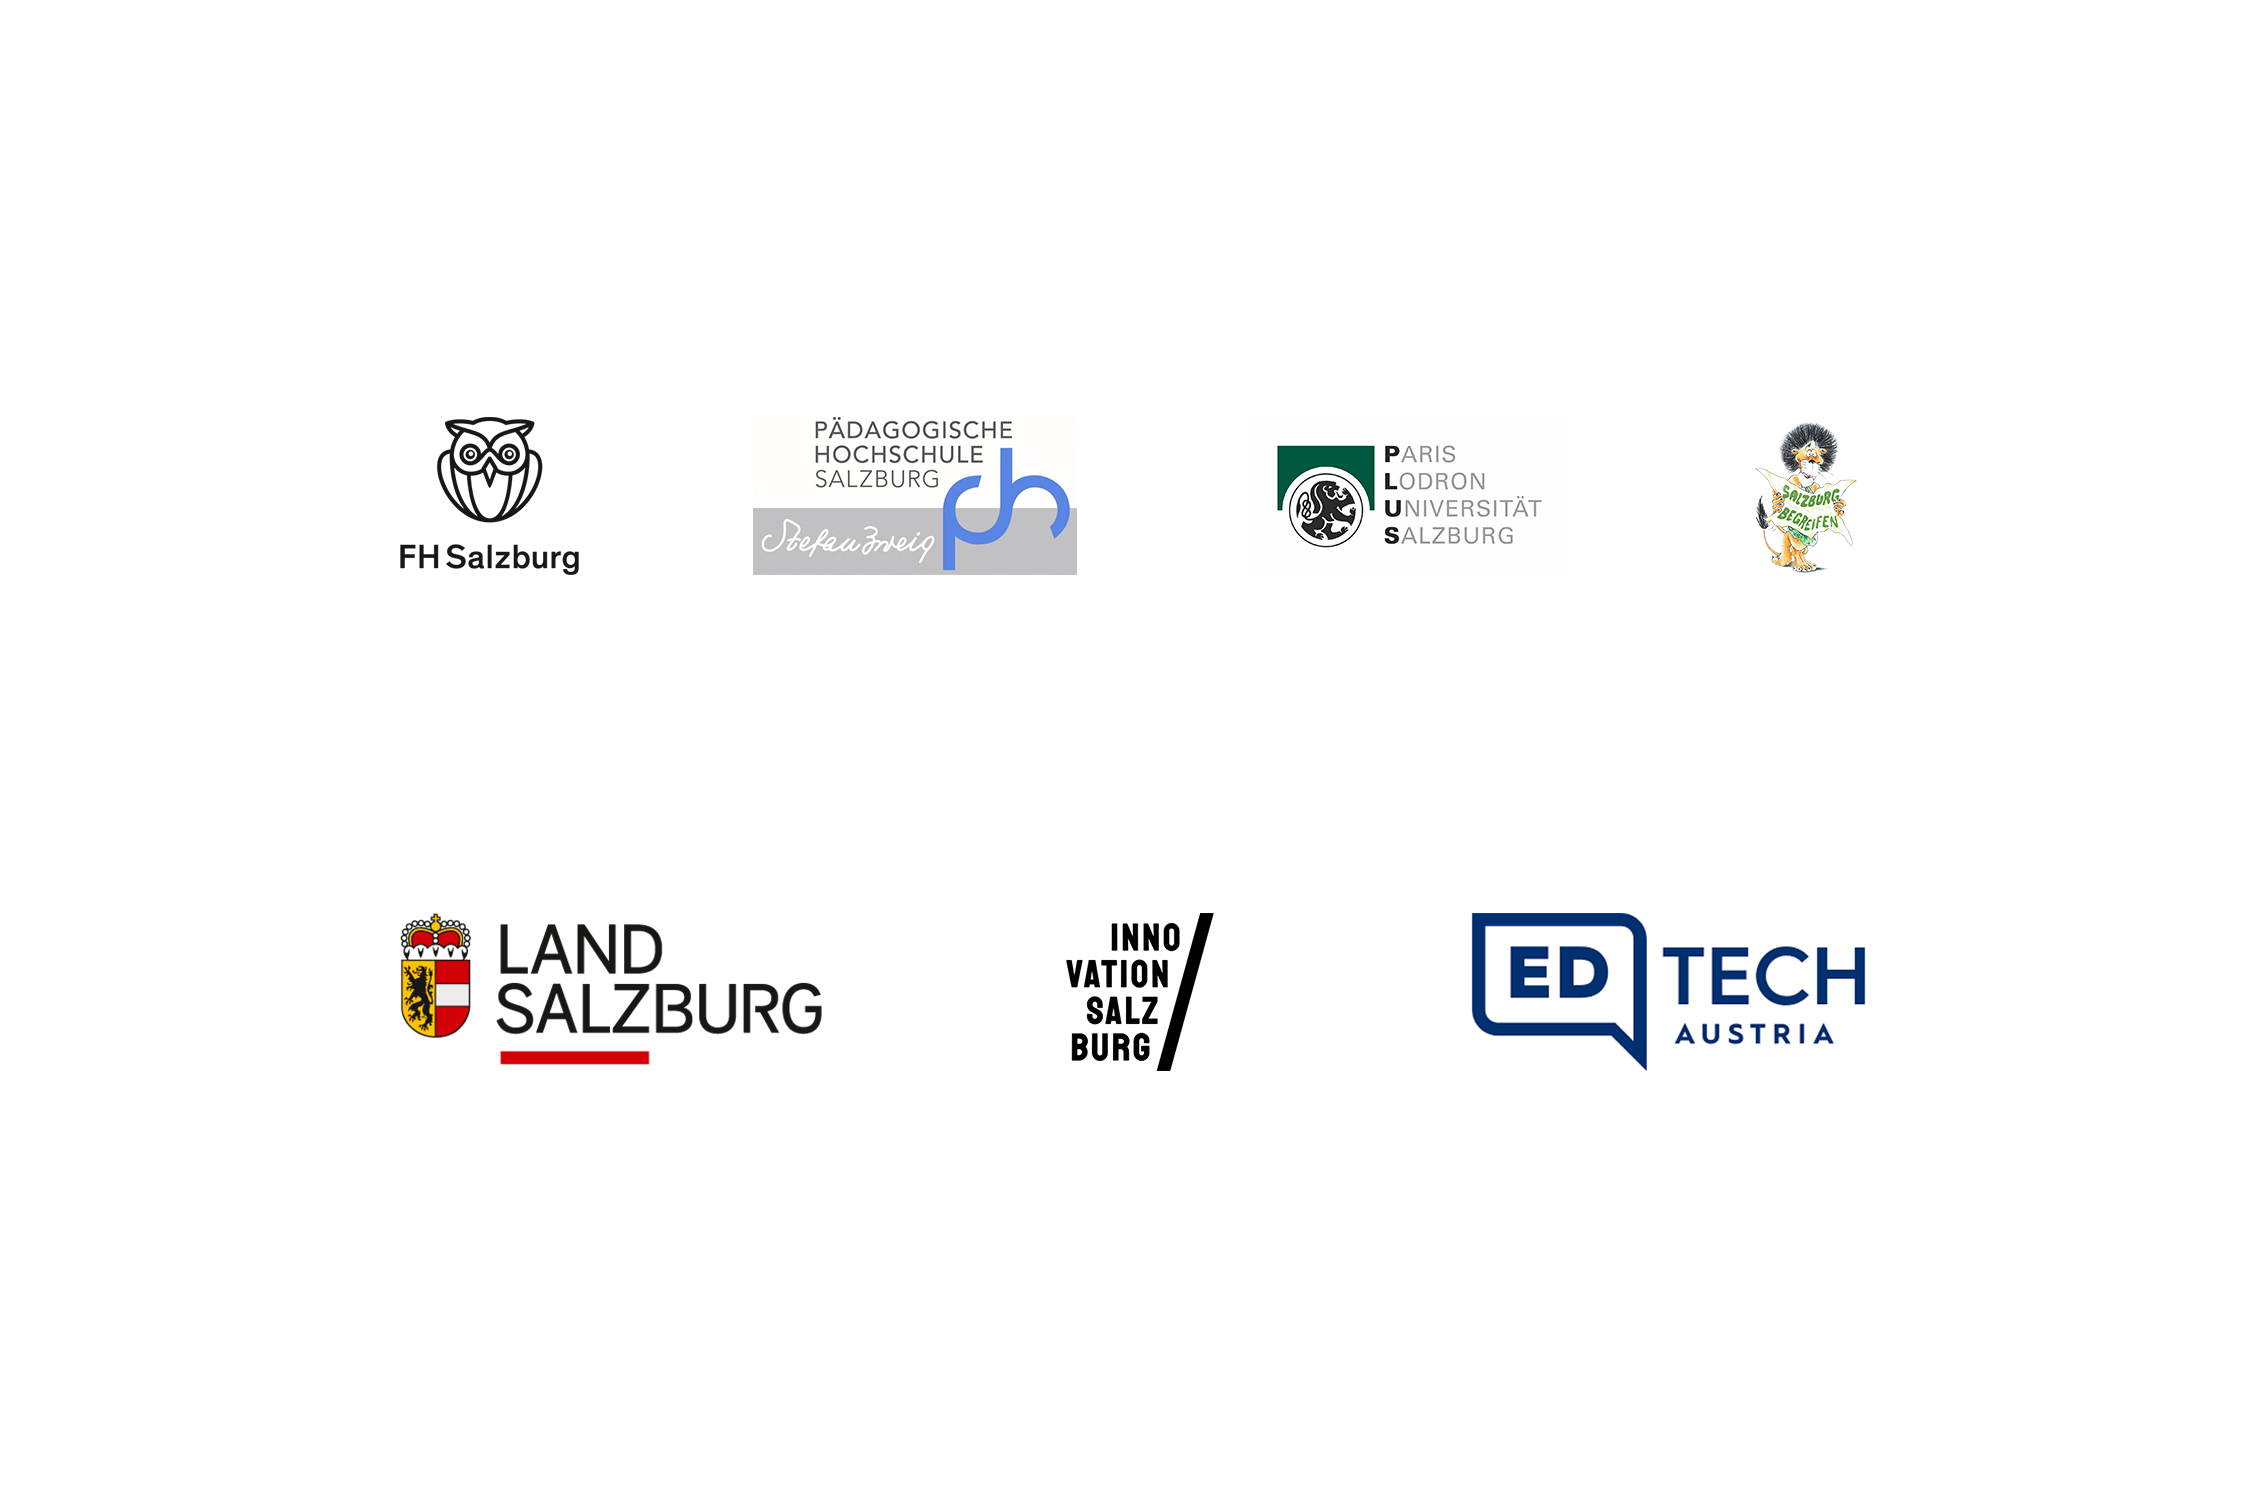 FH Salzburg
PÄDAGOGISCHE
HOCHSCHULE
SALZBURG
Stefan Zweig
ph
PARIS
LODRON
UNIVERSITÄT
SALZBURG
SALZBURG
BEGREIFEN
LAND
SALZBURG
INNO
VATION
SALZ
BURG
ED TECH
AUSTRIA